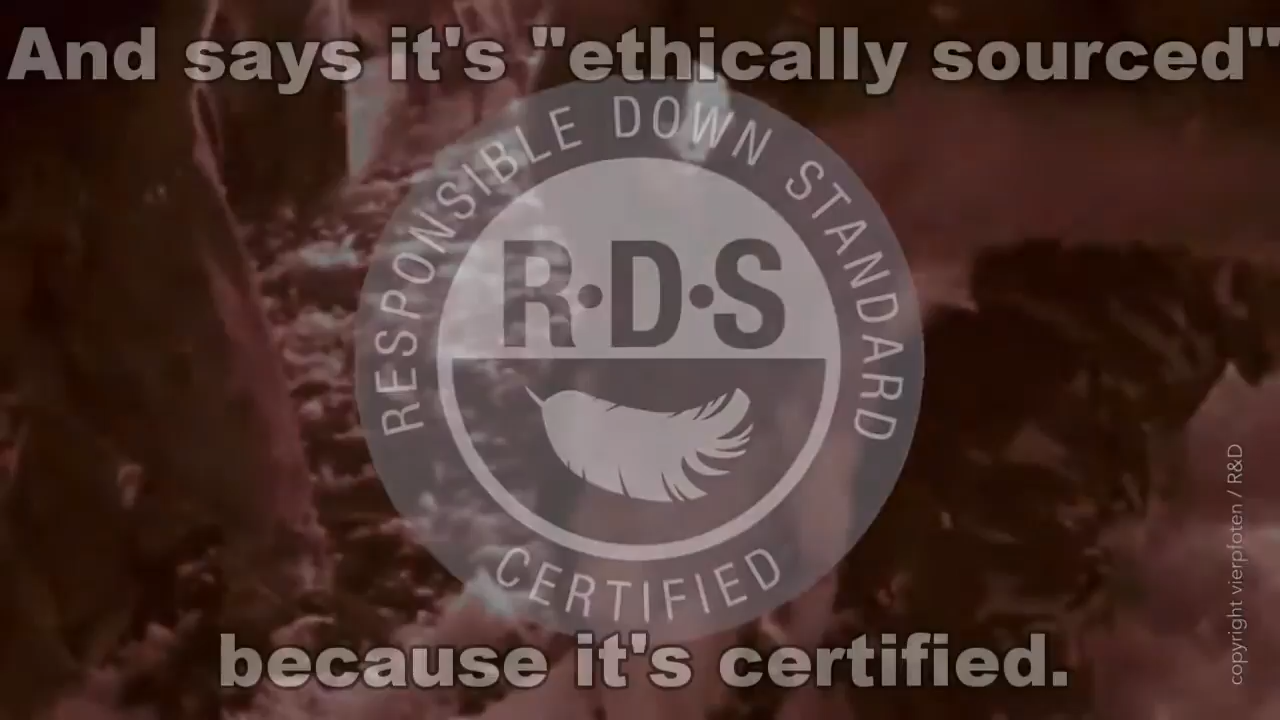 And says it's "ethically sourced"
RESPONSIBLE DOWN STANDARD
R·D·S
CERTIFIED
because it's certified.
copyright vierpfoten / R&D